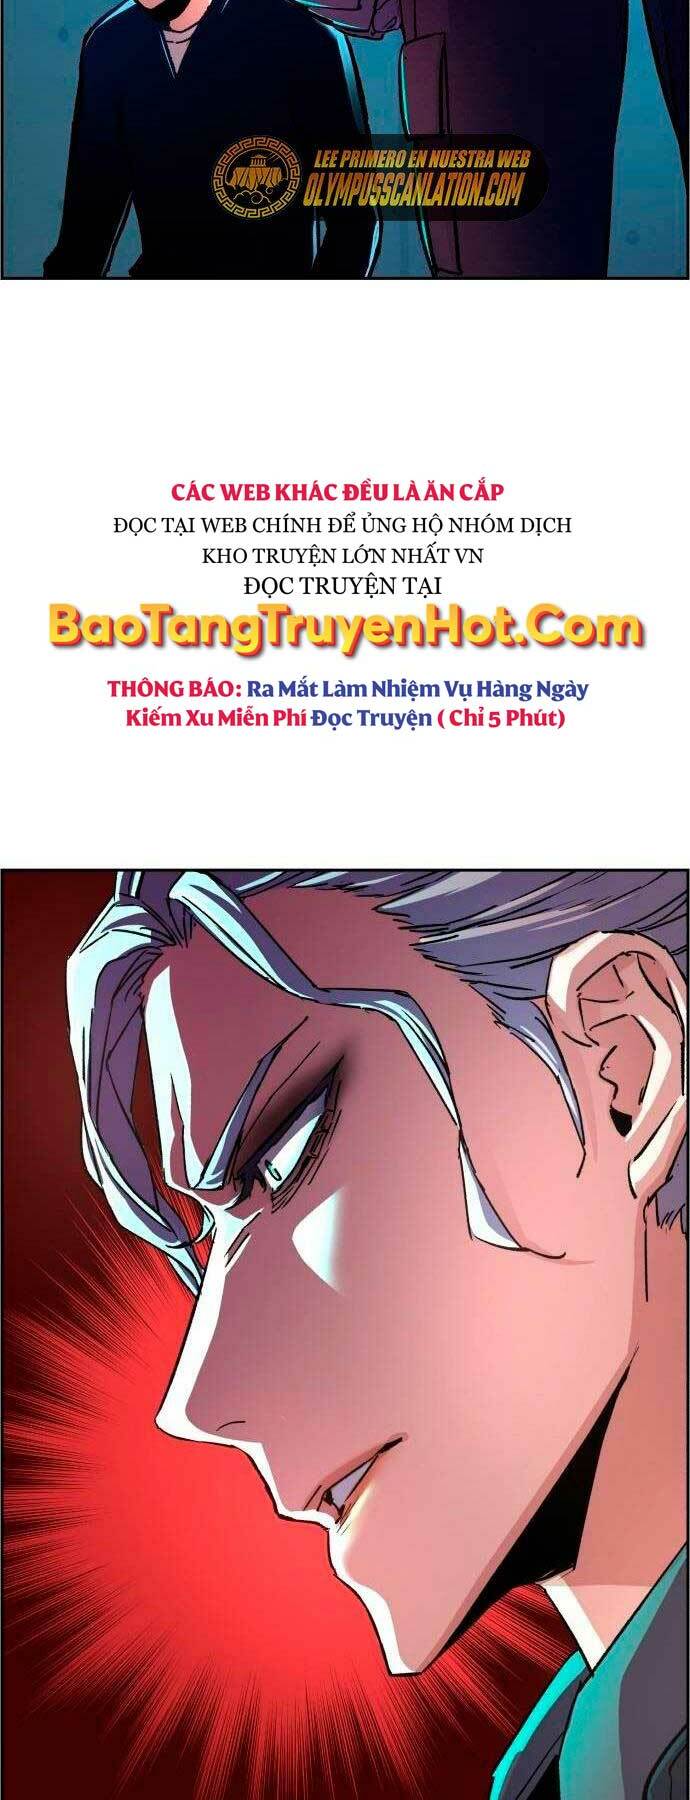 LEE PRIMERO EN NUESTRA WEB
OLYMPUSSCANLATION.COM
CÁC WEB KHÁC ĐỀU LÀ ĂN CẮP
ĐỌC TẠI WEB CHÍNH ĐỂ ỦNG HỘ NHÓM DỊCH
KHO TRUYỆN LỚN NHẤT VN
ĐỌC TRUYỆN TẠI
BaoTangTruyenHot.Com
THÔNG BÁO: Ra Mắt Làm Nhiệm Vụ Hàng Ngày
Kiếm Xu Miễn Phí Đọc Truyện ( Chỉ 5 Phút)